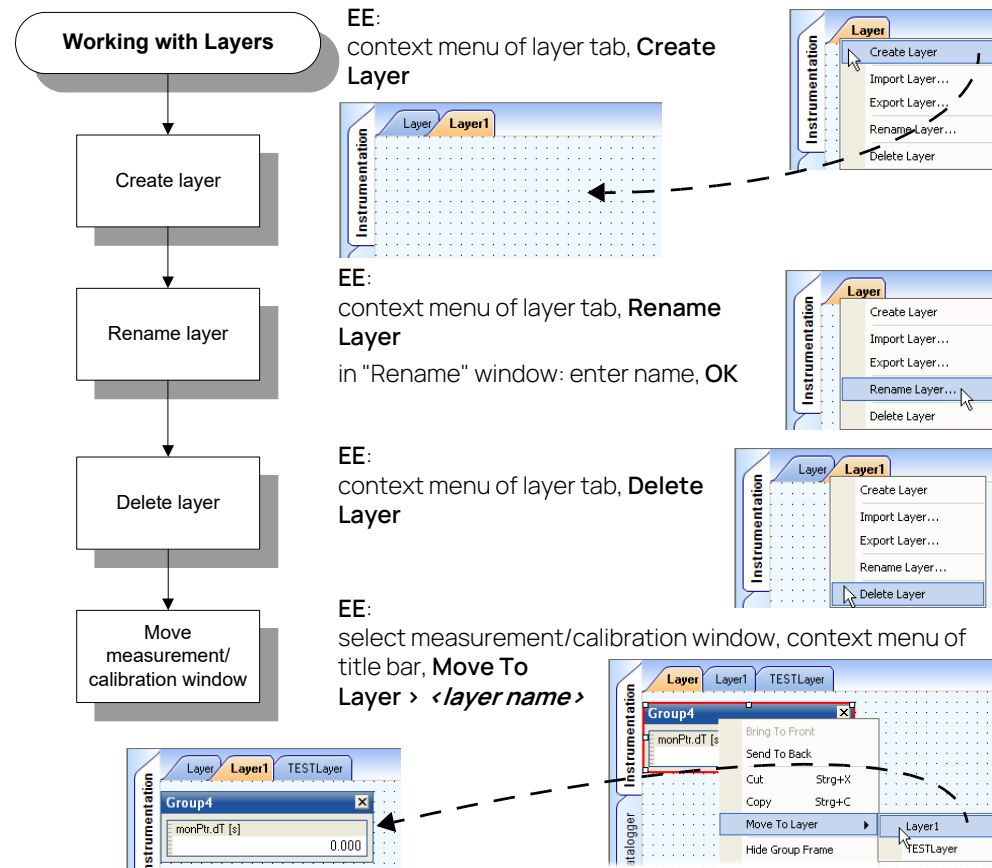 Working with Layers
EE:
context menu of layer tab, Create
Layer
Layer
Create Layer
Import Layer...
Export Layer...
Rename Layer...
Delete Layer
Instrumentation
Create layer
Layer
Layer1
Instrumentation
EE:
context menu of layer tab, Rename
Layer
in "Rename" window: enter name, OK
Rename layer
Layer
Create Layer
Import Layer...
Export Layer...
Rename Layer...
Delete Layer
Instrumentation
EE:
context menu of layer tab, Delete
Layer
Delete layer
Layer
Layer1
Create Layer
Import Layer...
Export Layer...
Rename Layer...
Delete Layer
Instrumentation
Move
measurement/
calibration window
EE:
select measurement/calibration window, context menu of
title bar, Move To
Layer > <layer name>
Layer
Layer1
TESTLayer
Group4
monPtr.dT [s
Bring To Front
Send To Back
Cut Strg+X
Copy Strg+C
Move To Layer
Hide Group Frame
Layer1
TESTLayer
Instrumentation
atalogger
Layer
Layer1
TESTLayer
Group4
monPtr.dT [s]
0.000
strumentation